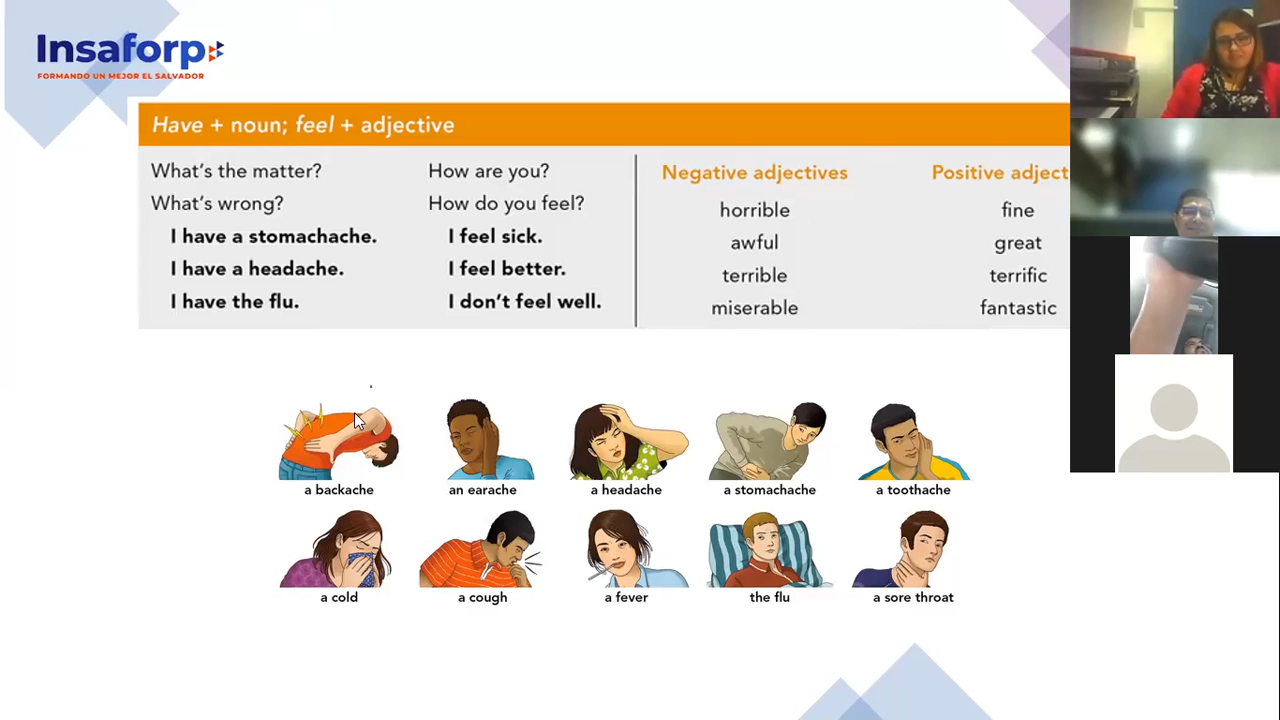 Insaforp
FORMANDO UN MEJOR EL SALVADOR
Have + noun; feel + adjective
What's the matter?
What's wrong?
I have a stomachache.
I have a headache.
I have the flu.
How are you?
How do you feel?
I feel sick.
I feel better.
I don't feel well.
Negative adjectives
horrible
awful
terrible
miserable
Positive adject
fine
great
terrific
fantastic
a backache
an earache
a headache
a stomachache
a toothache
a cold
a cough
a fever
the flu
a sore throat